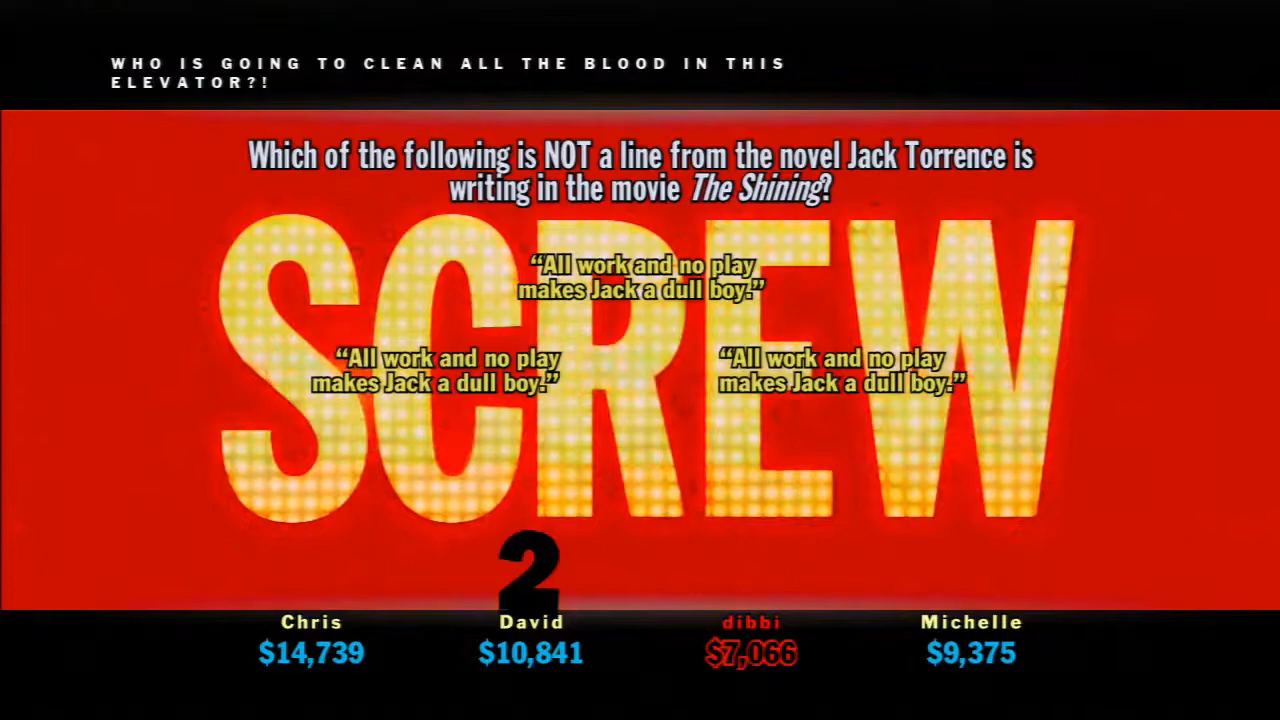 WHO IS GOING TO CLEAN ALL THE BLOOD IN THIS
ELEVATOR?!
Which of the following is NOT a line from the novel Jack Torrence is
writing in the movie The Shining?
SCREW
“All work and no play
makes Jack a dull boy.”
“All work and no play
makes Jack a dull boy.”
“All work and no play
makes Jack a dull boy.”
2
Chris David dibbi Michelle
$14,739 $10,841 $7,066 $9,375